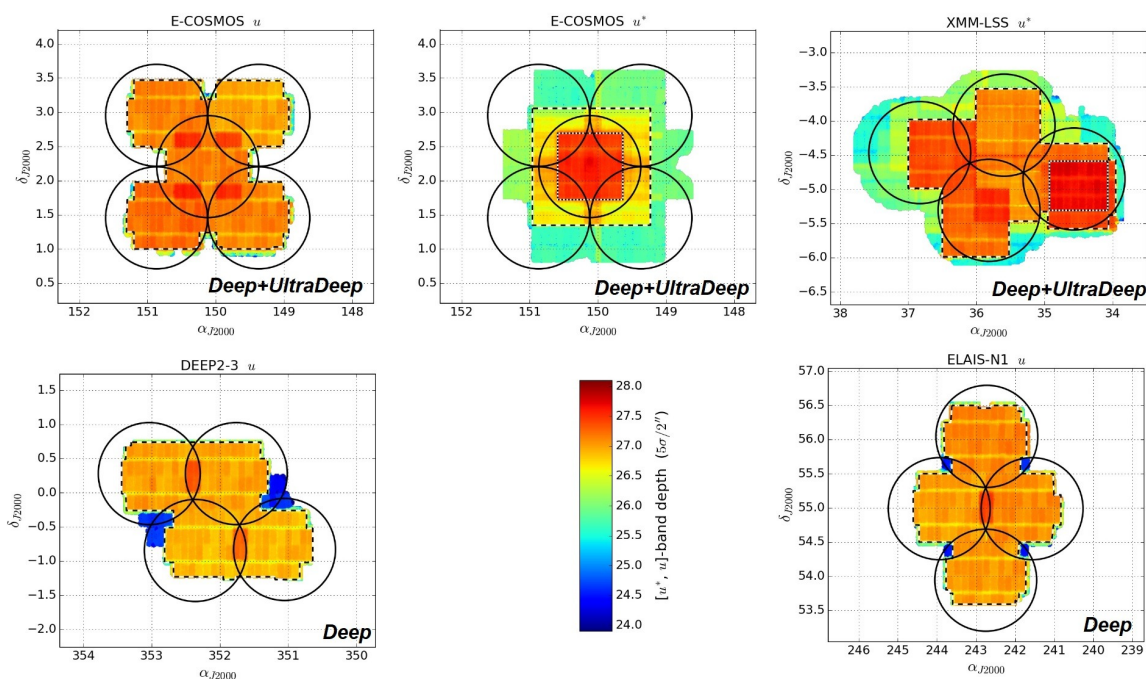 E-COSMOS u
4.0
3.5
3.0
2.5
2.0
1.5
1.0
0.5
δJ2000
152 151 150 149 148
αJ2000
Deep+UltraDeep
E-COSMOS u*
4.0
3.5
3.0
2.5
2.0
1.5
1.0
0.5
δJ2000
152 151 150 149 148
αJ2000
Deep+UltraDeep
XMM-LSS u*
−3.0
−3.5
−4.0
−4.5
−5.0
−5.5
−6.0
−6.5
δJ2000
38 37 36 35 34
αJ2000
Deep+UltraDeep
DEEP2-3 u
1.5
1.0
0.5
0.0
−0.5
−1.0
−1.5
−2.0
δJ2000
354 353 352 351 350
αJ2000
Deep
28.0
27.5
27.0
26.5
26.0
25.5
25.0
24.5
24.0
[u*, u]-band depth (5σ/2″)
ELAIS-N1 u
57.0
56.5
56.0
55.5
55.0
54.5
54.0
53.5
δJ2000
246 245 244 243 242 241 240 239
αJ2000
Deep